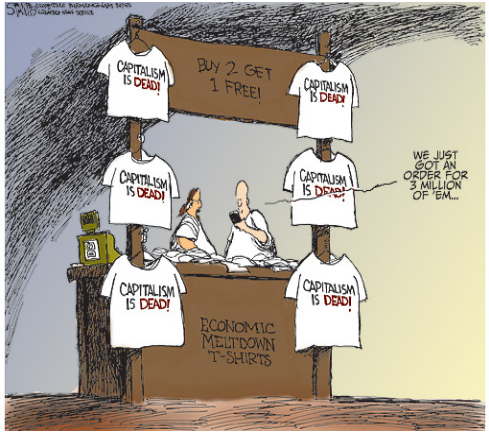 BUY 2 GET
1 FREE!
CAPITALISM
IS DEAD!
CAPITALISM
IS DEAD!
CAPITALISM
IS DEAD!
CAPITALISM
IS DEAD!
WE JUST
GOT AN
ORDER FOR
3 MILLION
OF 'EM...
CAPITALISM
IS DEAD!
CAPITALISM
IS DEAD!
ECONOMIC
MELTDOWN
T-SHIRTS